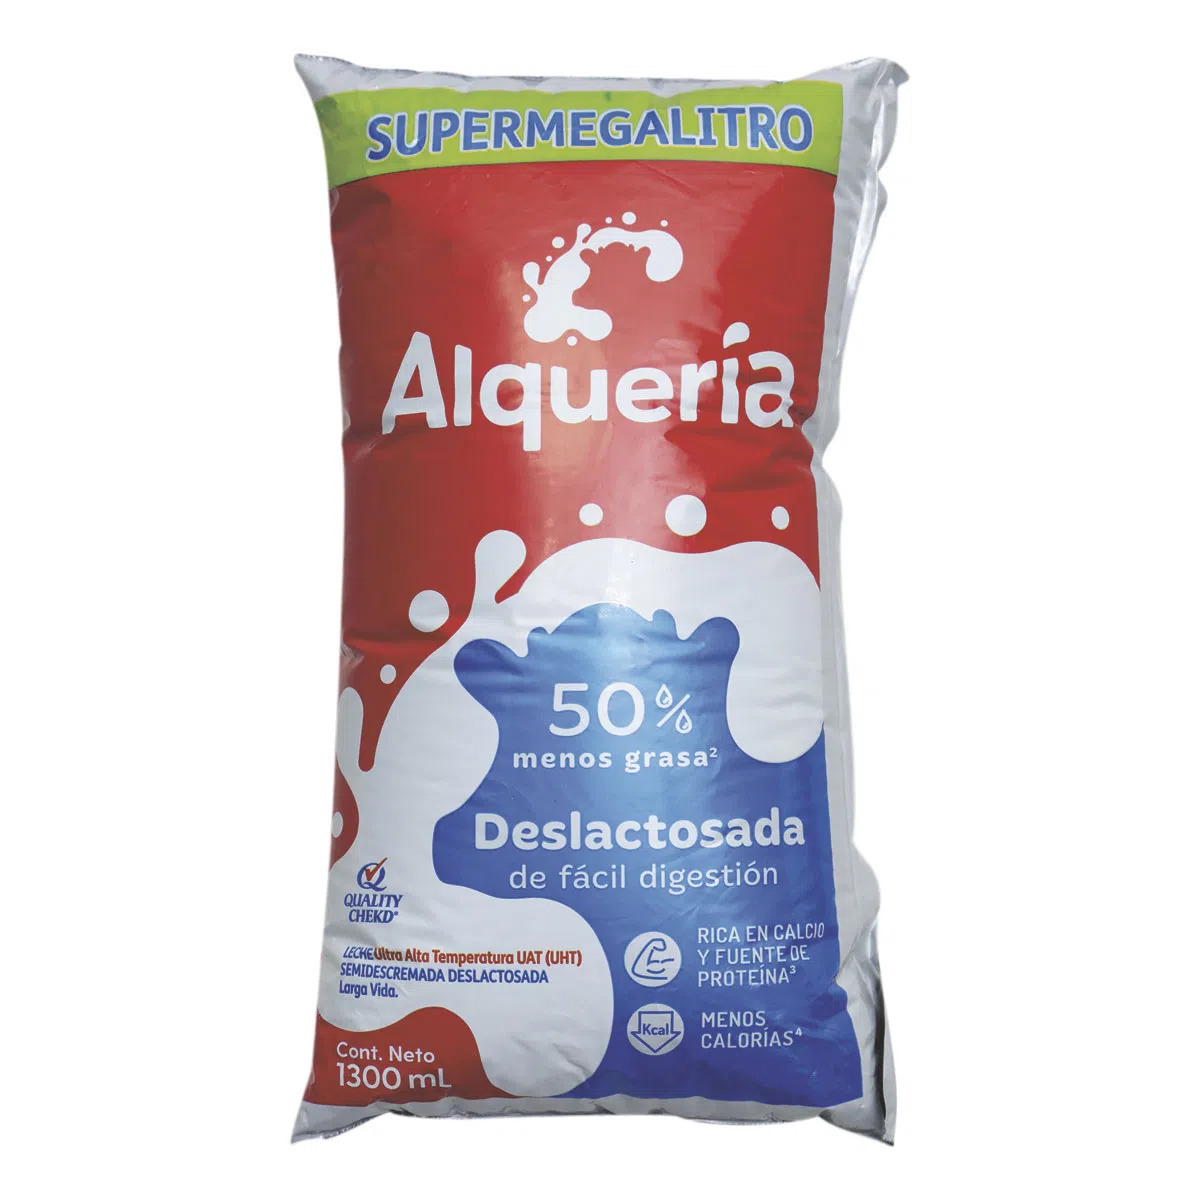 SUPERMEGALITRO
Alquería
50%
menos grasa²
Deslactosada
de fácil digestión
QUALITY
CHEKD®
RICA EN CALCIO
Y FUENTE DE
PROTEÍNA³
LECHE Ultra Alta Temperatura UAT (UHT)
SEMIDESCREMADA DESLACTOSADA
Larga Vida.
Kcal
MENOS
CALORÍAS⁴
Cont. Neto
1300 mL